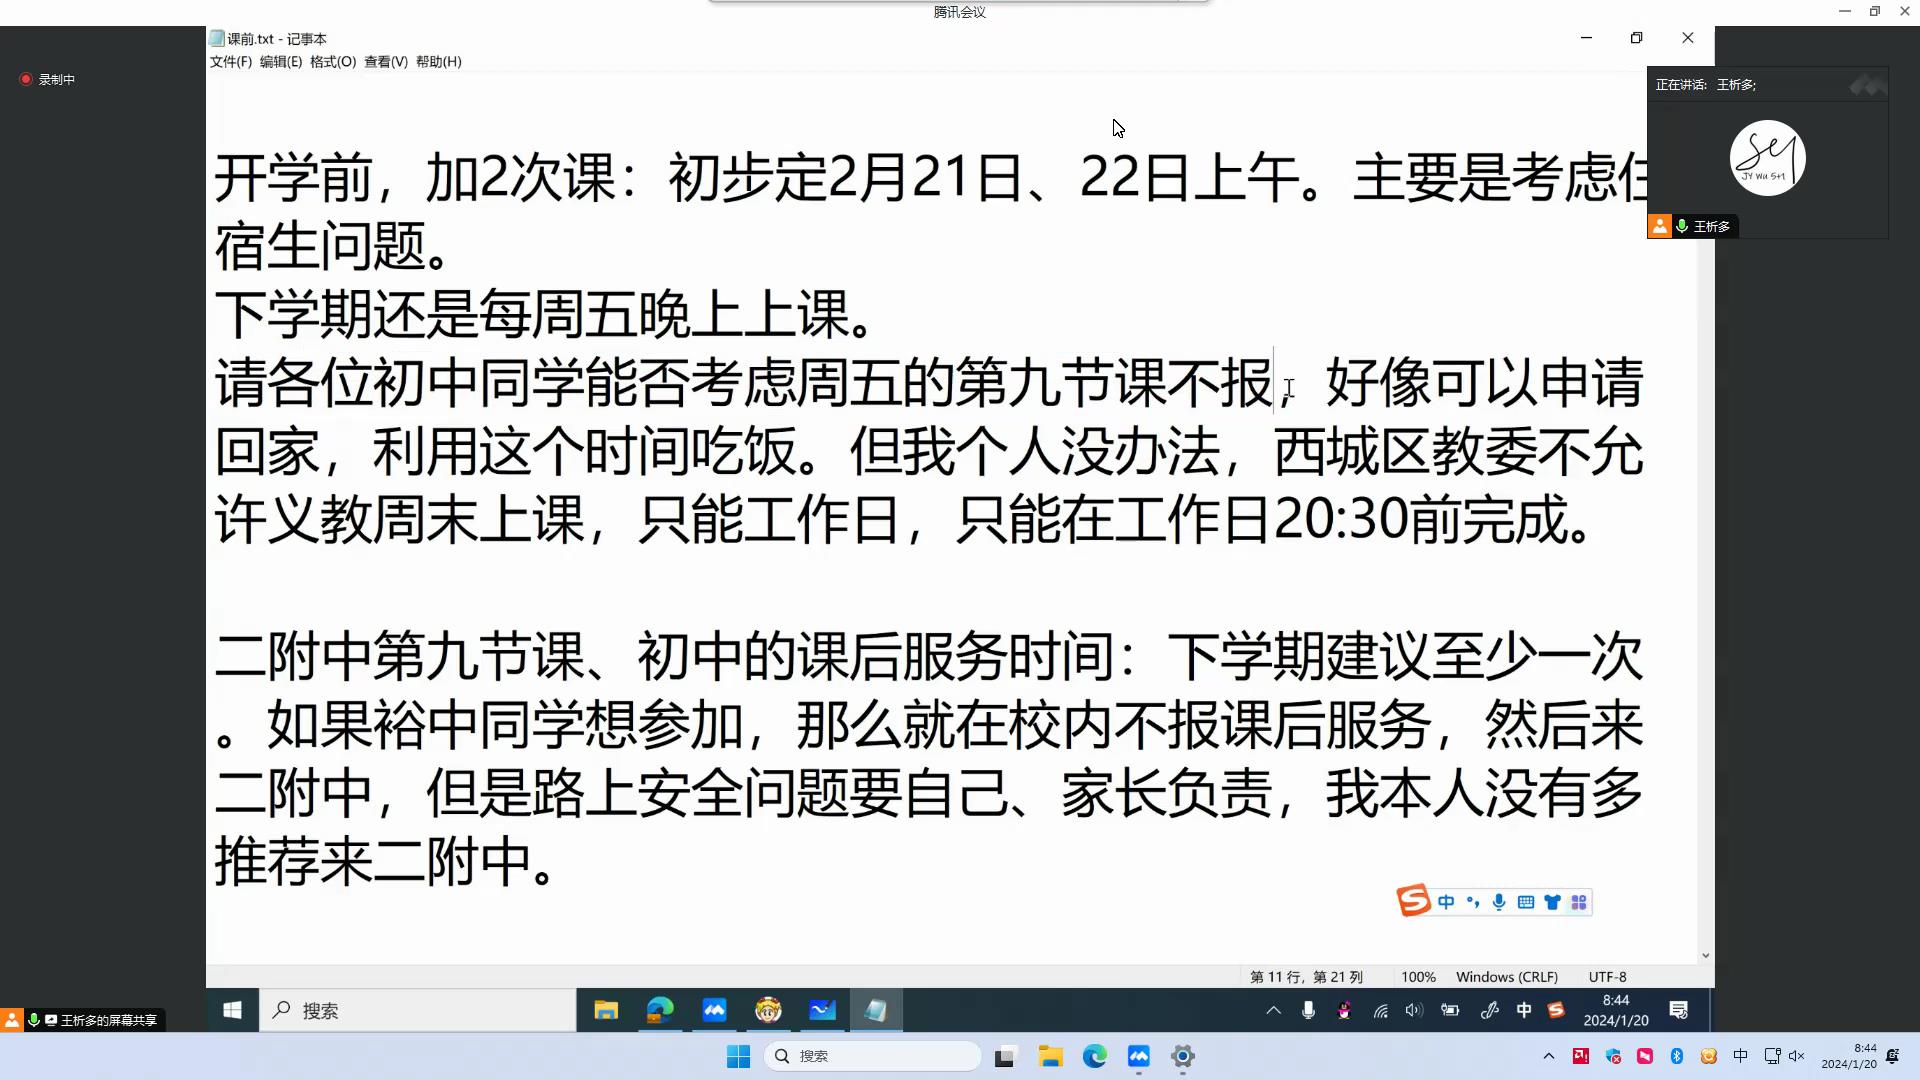 腾讯会议
课前.txt - 记事本
文件(F) 编辑(E) 格式(O) 查看(V) 帮助(H)
录制中
正在讲话: 王析多;
JY Wu S+1
王析多
开学前，加2次课：初步定2月21日、22日上午。主要是考虑住
宿生问题。
下学期还是每周五晚上上课。
请各位初中同学能否考虑周五的第九节课不报，好像可以申请
回家，利用这个时间吃饭。但我个人没办法，西城区教委不允
许义教周末上课，只能工作日，只能在工作日20:30前完成。
二附中第九节课、初中的课后服务时间：下学期建议至少一次
。如果裕中同学想参加，那么就在校内不报课后服务，然后来
二附中，但是路上安全问题要自己、家长负责，我本人没有多
推荐来二附中。
中
第 11 行，第 21 列 100% Windows (CRLF) UTF-8
王析多的屏幕共享
搜索
中
8:44
2024/1/20
搜索
中
8:44
2024/1/20